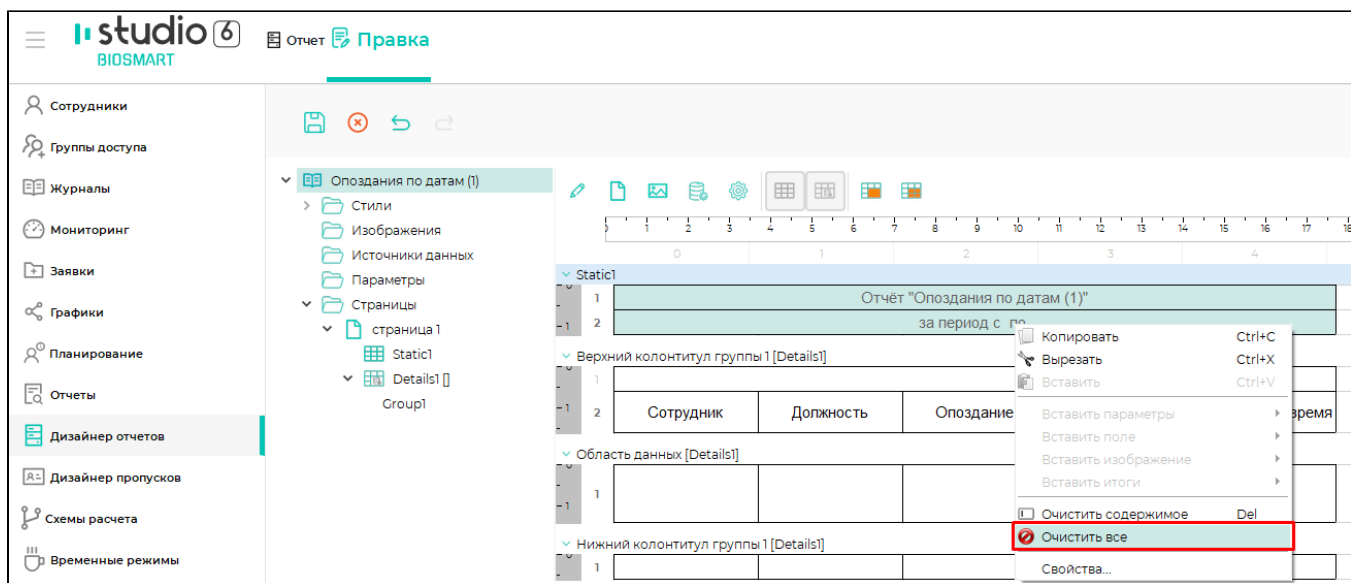 studio 6
BIOSMART
Отчет
Правка
Сотрудники
Группы доступа
Журналы
Мониторинг
Заявки
Графики
Планирование
Отчеты
Дизайнер отчетов
Дизайнер пропусков
Схемы расчета
Временные режимы
Опоздания по датам (1)
Стили
Изображения
Источники данных
Параметры
Страницы
страница 1
Static1
Details1 []
Group1
1 2 3 4 5 6 7 8 9 10 11 12 13 14 15 16 17 18
0 1 2 3 4
Static1
1 Отчёт "Опоздания по датам (1)"
2 за период с по
Верхний колонтитул группы 1 [Details1]
1
2 Сотрудник Должность Опоздание время
Область данных [Details1]
1
Нижний колонтитул группы 1 [Details1]
1
Копировать Ctrl+C
Вырезать Ctrl+X
Вставить Ctrl+V
Вставить параметры
Вставить поле
Вставить изображение
Вставить итоги
Очистить содержимое Del
Очистить все
Свойства...